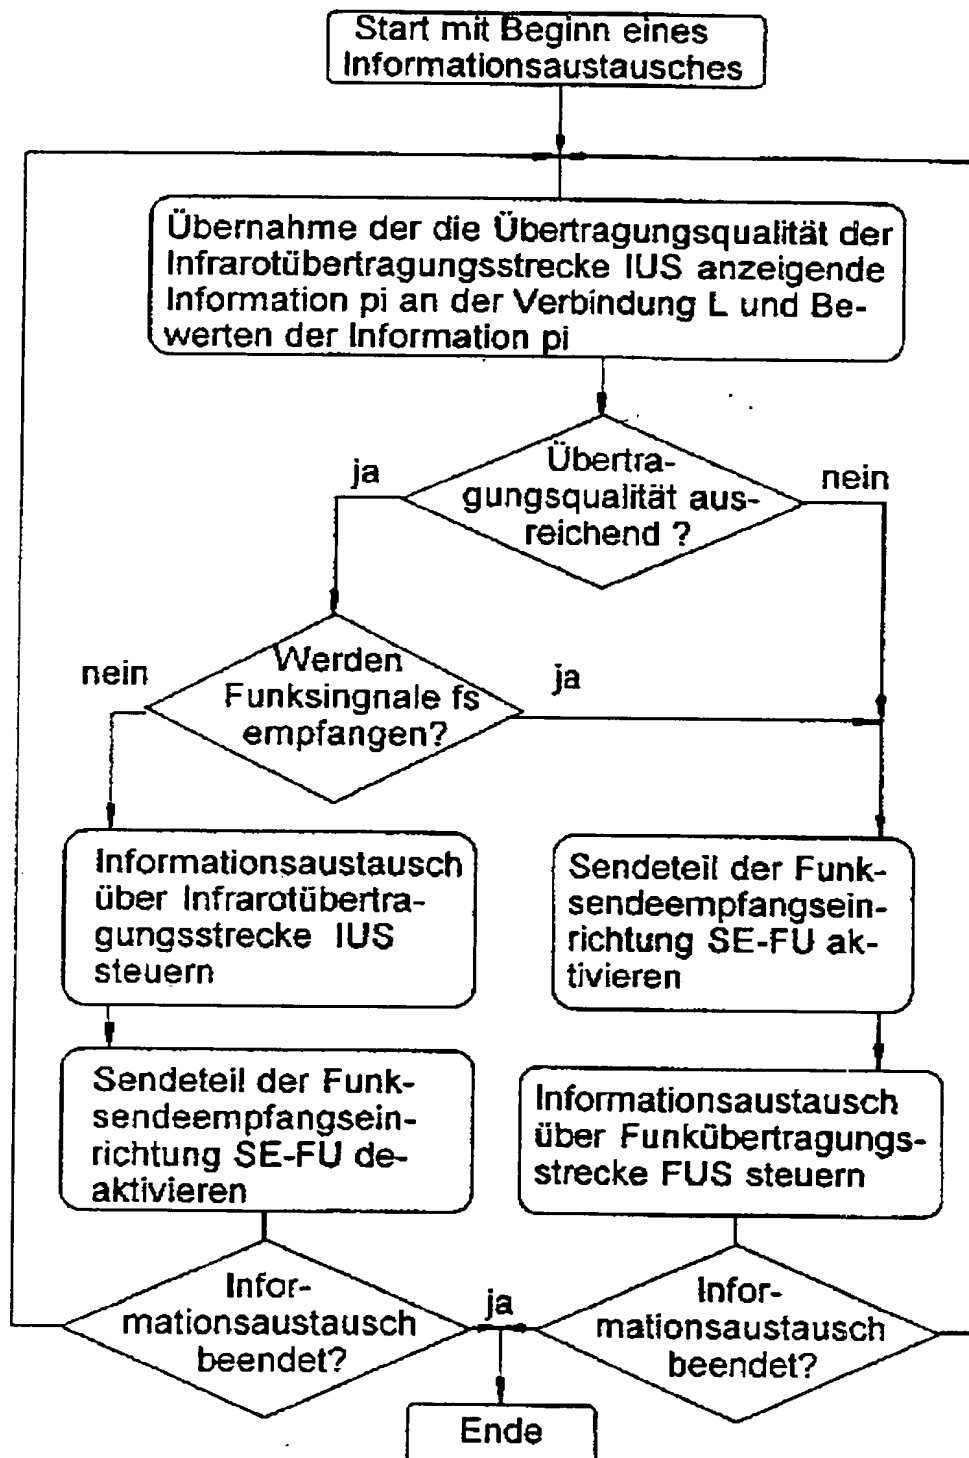 Start mit Beginn eines
Informationsaustausches
Übernahme der die Übertragungsqualität der
Infrarotübertragungsstrecke IUS anzeigende
Information pi an der Verbindung L und Be-
werten der Information pi
Übertra-
gungsqualität aus-
reichend ?
ja
nein
Werden
Funksingnale fs
empfangen?
nein
ja
Informationsaustausch
über Infrarotübertra-
gungsstrecke IUS
steuern
Sendeteil der Funk-
sendeempfangsein-
richtung SE-FU ak-
tivieren
Sendeteil der Funk-
sendeempfangsein-
richtung SE-FU de-
aktivieren
Informationsaustausch
über Funkübertragungs-
strecke FUS steuern
Infor-
mationsaustausch
beendet?
ja
Infor-
mationsaustausch
beendet?
Ende